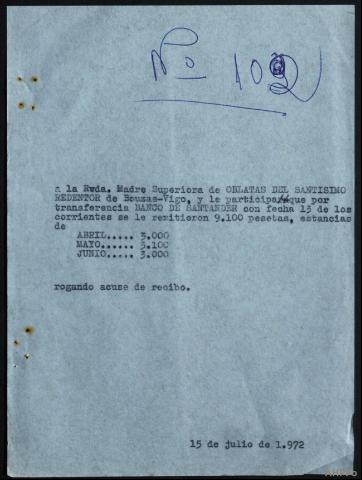 Nº 102
a la Rvda. Madre Superiora de OBLATAS DEL SANTISIMO
REDENTOR de Bouzas-Vigo, y le participa que por
transferencia BANCO DE SANTANDER con fecha 13 de los
corrientes se le remitieron 9.100 pesetas, estancias
de
ABRIL..... 3.000
MAYO..... 3.100
JUNIO..... 3.000
rogando acuse de recibo.
15 de julio de 1.972